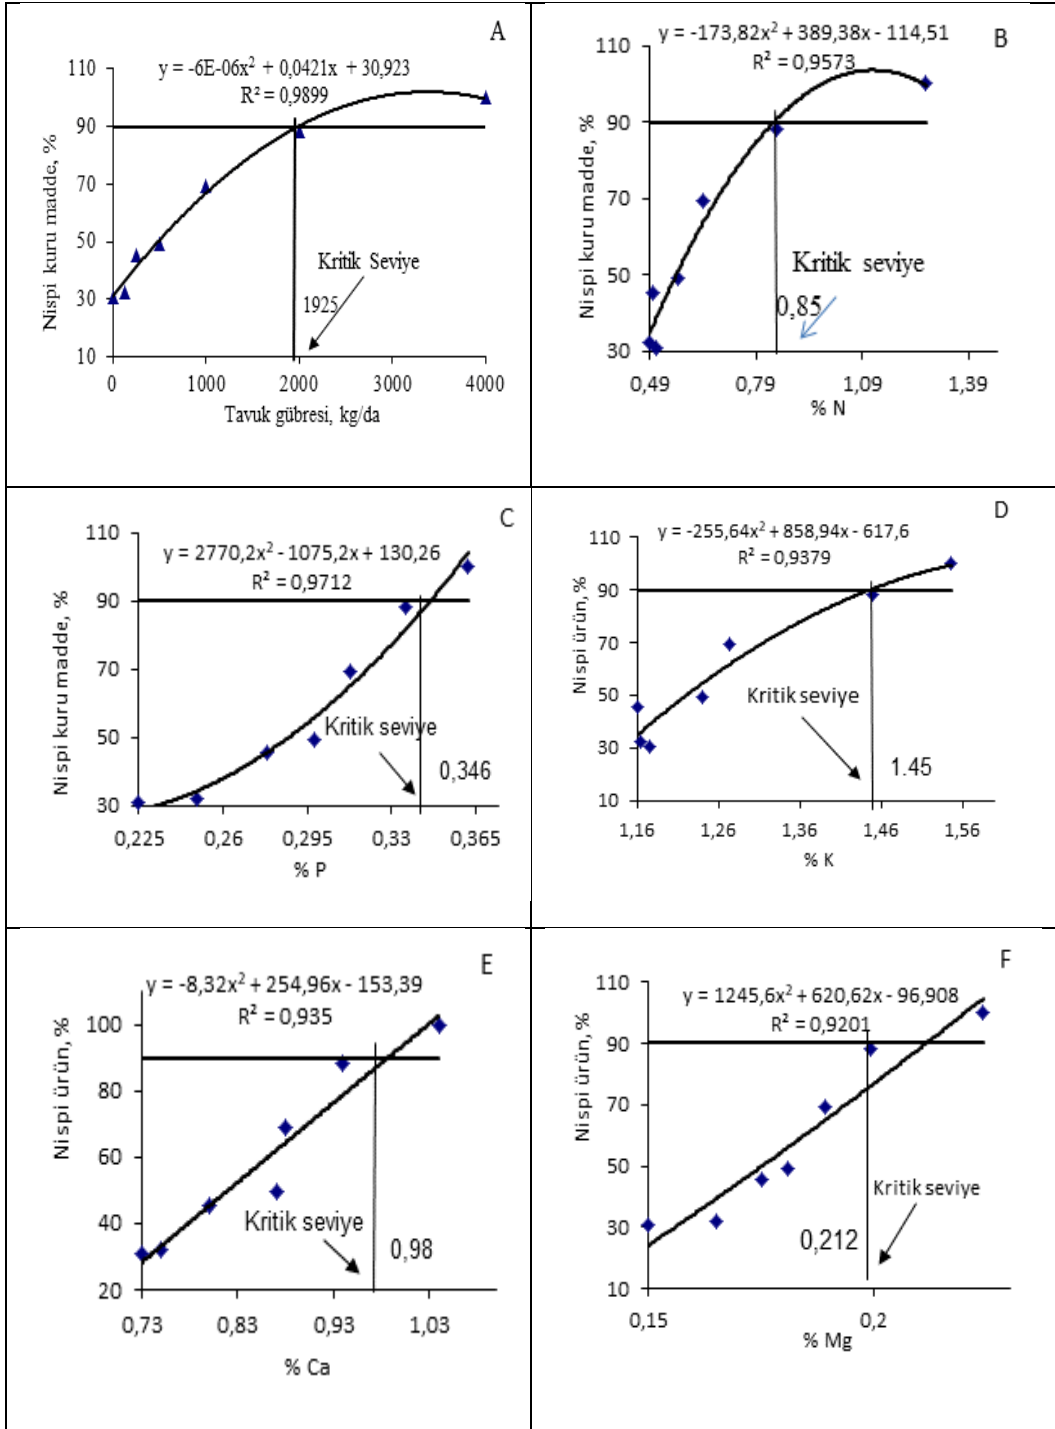 A
y = -6E-06x² + 0,0421x + 30,923
R² = 0,9899
Nispi kuru madde, %
110
90
70
50
30
10
Kritik Seviye
1925
0 1000 2000 3000 4000
Tavuk gübresi, kg/da
B
y = -173,82x² + 389,38x - 114,51
R² = 0,9573
Nispi kuru madde, %
110
90
70
50
30
Kritik seviye
0,85
0,49 0,79 1,09 1,39
% N
C
y = 2770,2x² - 1075,2x + 130,26
R² = 0,9712
Nispi kuru madde, %
110
90
70
50
30
Kritik seviye
0,346
0,225 0,26 0,295 0,33 0,365
% P
D
y = -255,64x² + 858,94x - 617,6
R² = 0,9379
Nispi ürün, %
110
90
70
50
30
10
Kritik seviye
1.45
1,16 1,26 1,36 1,46 1,56
% K
E
y = -8,32x² + 254,96x - 153,39
R² = 0,935
Nispi ürün, %
100
80
60
40
20
Kritik seviye
0,98
0,73 0,83 0,93 1,03
% Ca
F
y = 1245,6x² + 620,62x - 96,908
R² = 0,9201
Nispi ürün, %
110
90
70
50
30
10
Kritik seviye
0,212
0,15 0,2
% Mg